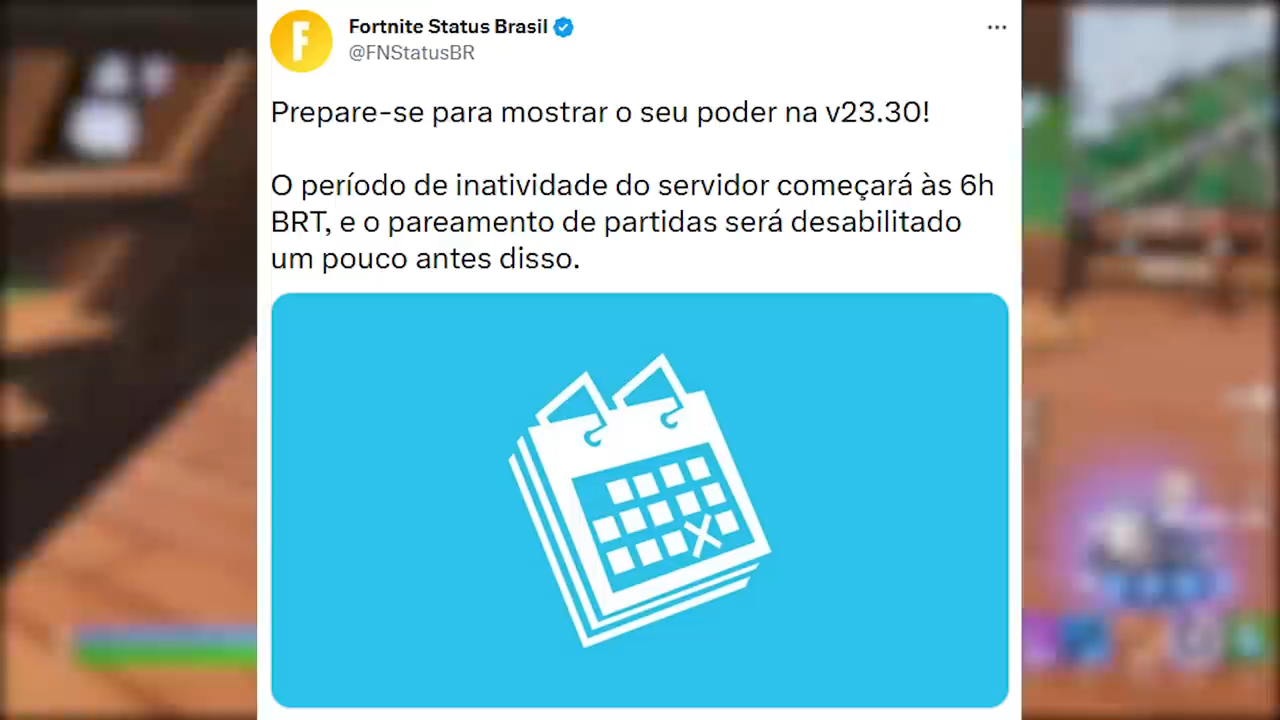 Fortnite Status Brasil
@FNStatusBR
Prepare-se para mostrar o seu poder na v23.30!
O período de inatividade do servidor começará às 6h
BRT, e o pareamento de partidas será desabilitado
um pouco antes disso.